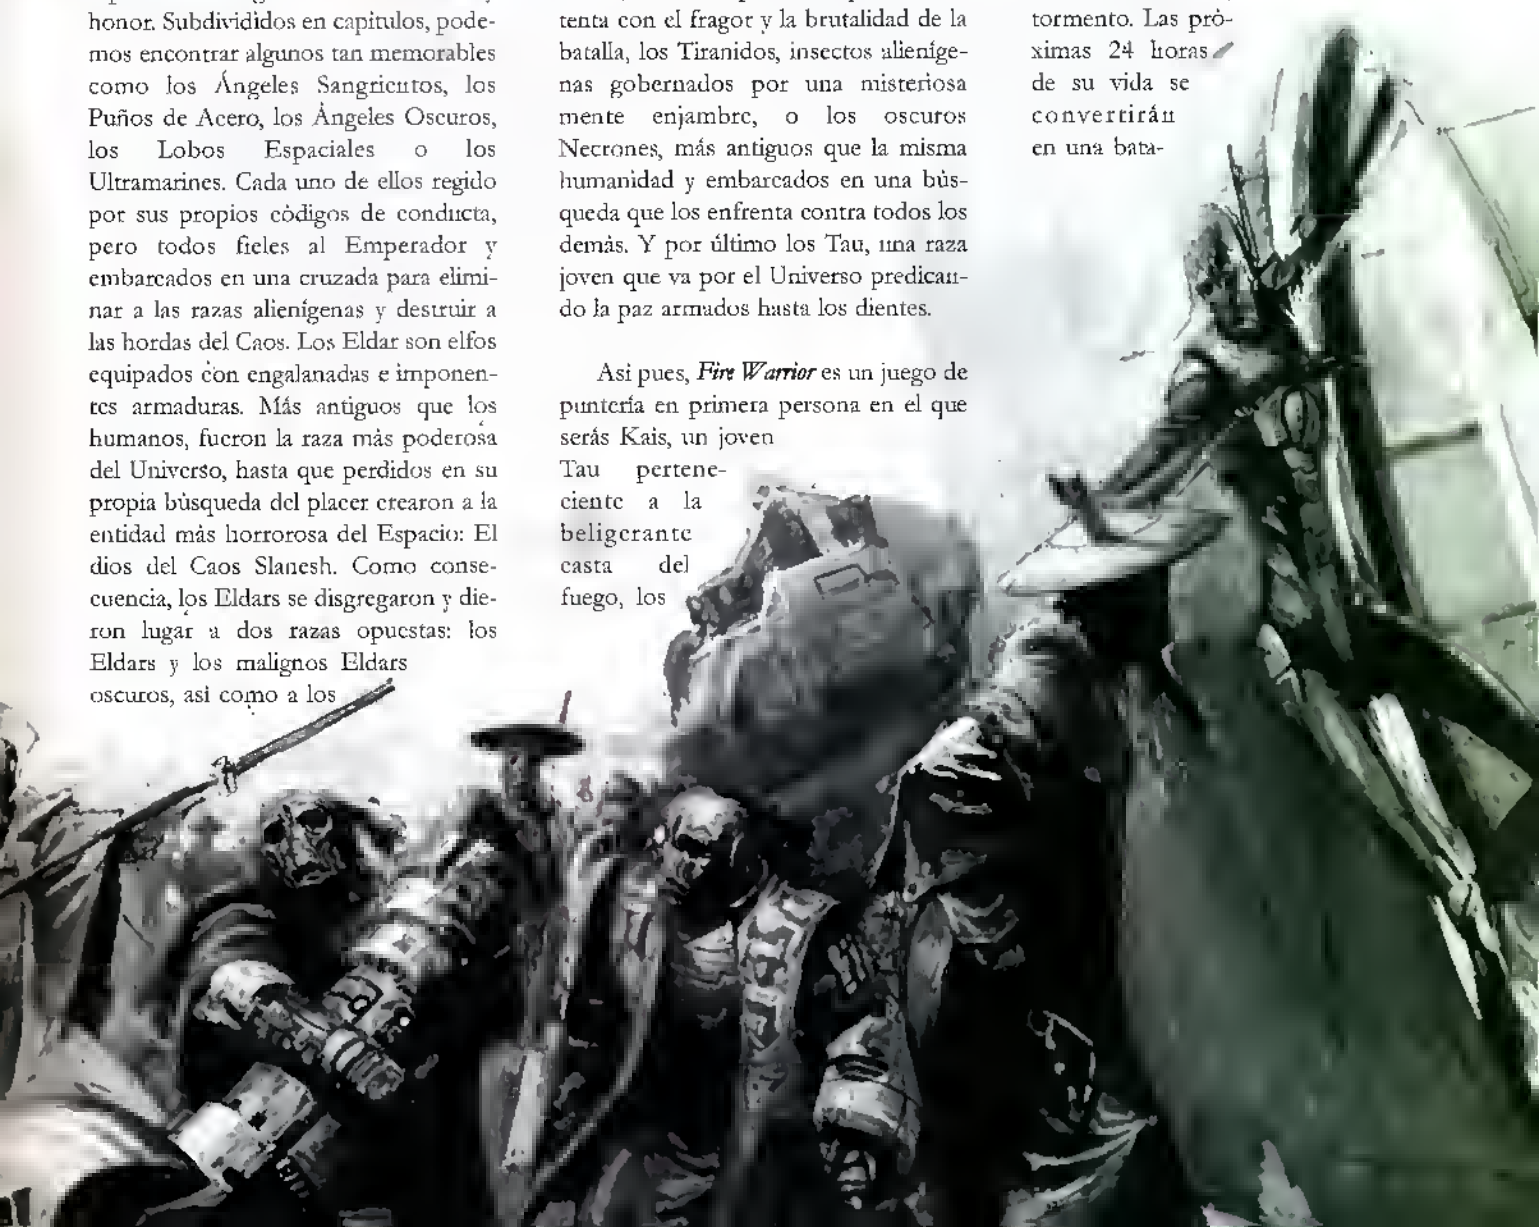 honor. Subdivididos en capitulos, pode-
mos encontrar algunos tan memorables
como los Ángeles Sangrientos, los
Puños de Acero, los Ángeles Oscuros,
los Lobos Espaciales o los
Ultramarines. Cada uno de ellos regido
por sus propios códigos de conducta,
pero todos fieles al Emperador y
embarcados en una cruzada para elimi-
nar a las razas alienígenas y destruir a
las hordas del Caos. Los Eldar son elfos
equipados con engalanadas e imponen-
tes armaduras. Más antiguos que los
humanos, fueron la raza más poderosa
del Universo, hasta que perdidos en su
propia búsqueda del placer crearon a la
entidad más horrorosa del Espacio: El
dios del Caos Slanesh. Como conse-
cuencia, los Eldars se disgregaron y die-
ron lugar a dos razas opuestas: los
Eldars y los malignos Eldars
oscuros, asi como a los
tenta con el fragor y la brutalidad de la
batalla, los Tiranidos, insectos alieníge-
nas gobernados por una misteriosa
mente enjambre, o los oscuros
Necrones, más antiguos que la misma
humanidad y embarcados en una bús-
queda que los enfrenta contra todos los
demás. Y por último los Tau, una raza
joven que va por el Universo predican-
do la paz armados hasta los dientes.
Asi pues, Fire Warrior es un juego de
puntería en primera persona en el que
serás Kais, un joven
Tau pertene-
ciente a la
beligerante
casta del
fuego, los
tormento. Las pró-
ximas 24 horas
de su vida se
convertirán
en una bata-